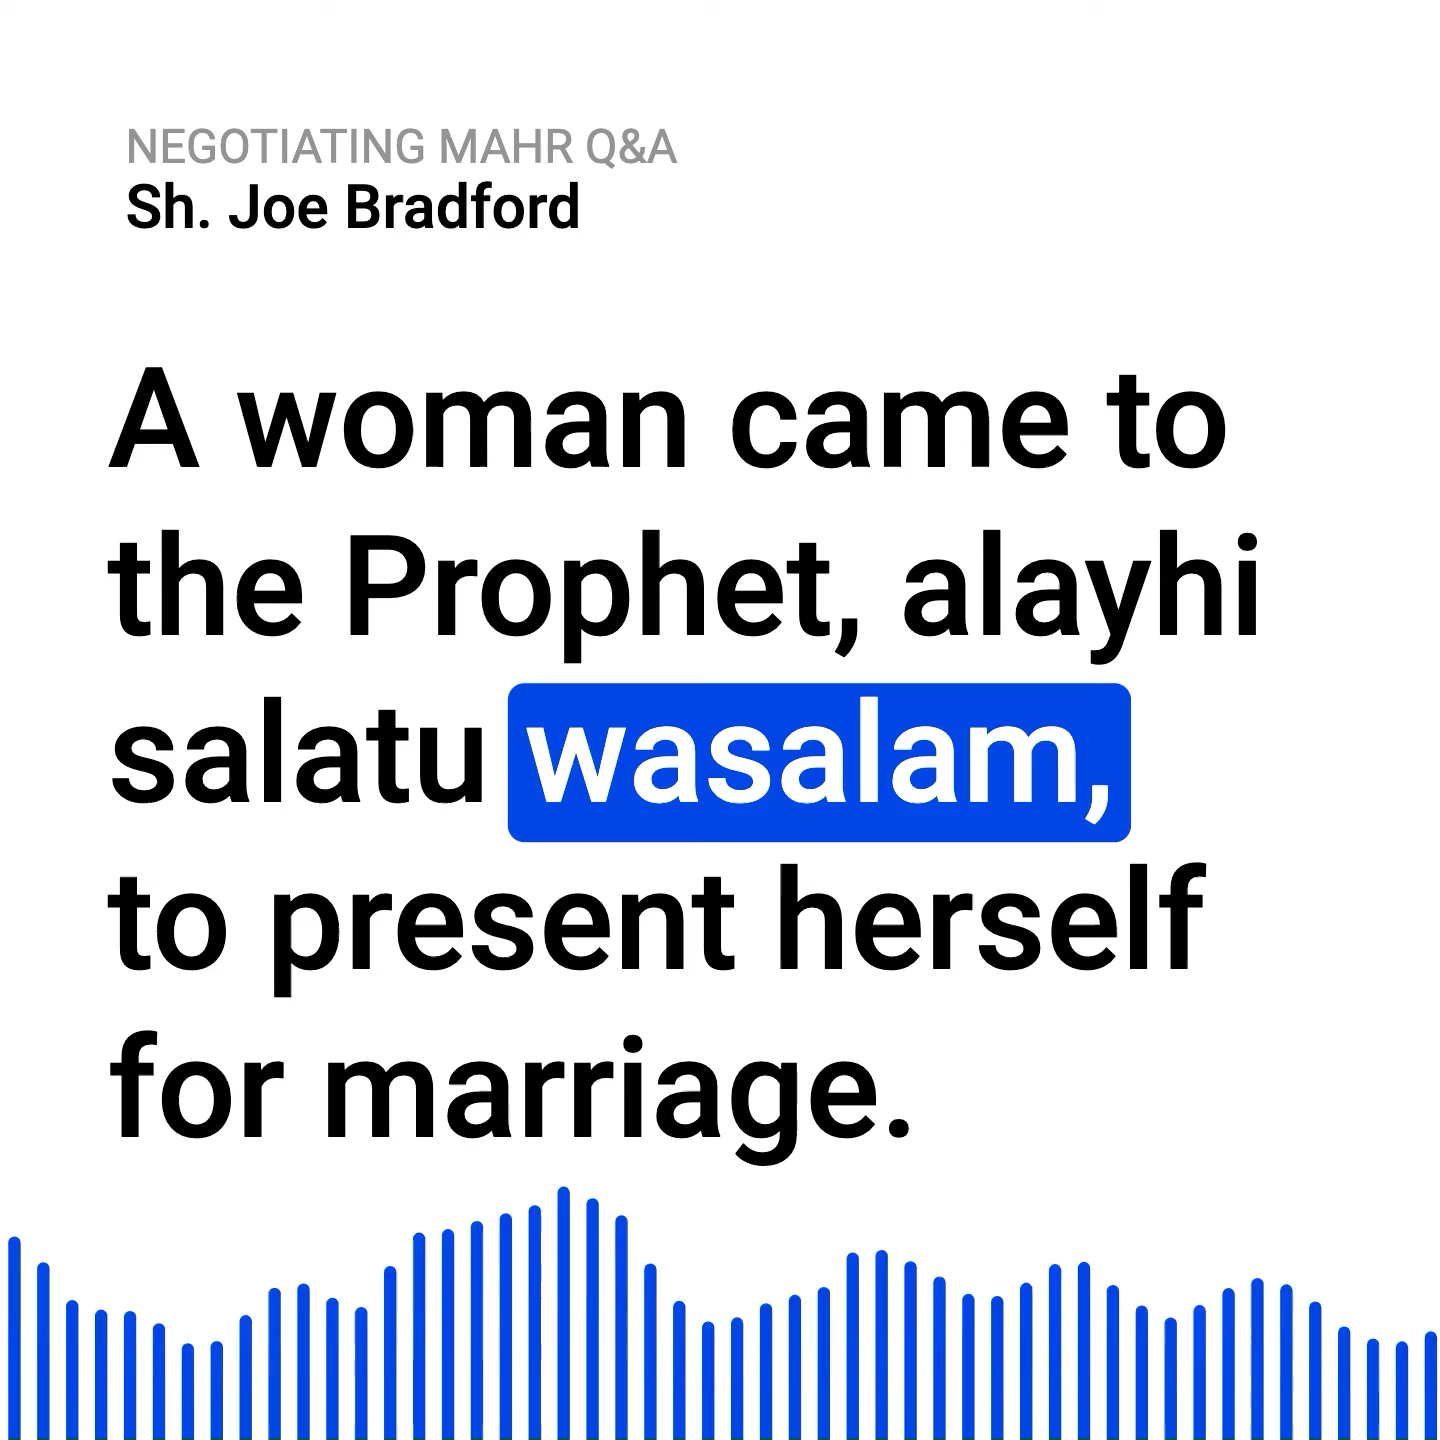 NEGOTIATING MAHR Q&A
Sh. Joe Bradford
A woman came to
the Prophet, alayhi
salatu wasalam,
to present herself
for marriage.